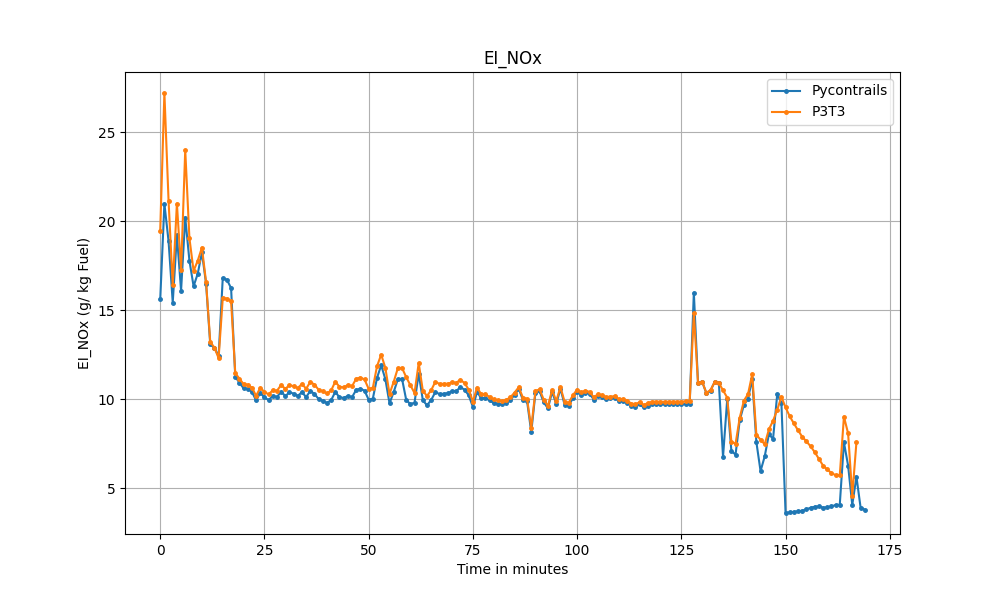 EI_NOx
Pycontrails
P3T3
EI_NOx (g/ kg Fuel)
25
20
15
10
5
0 25 50 75 100 125 150 175
Time in minutes